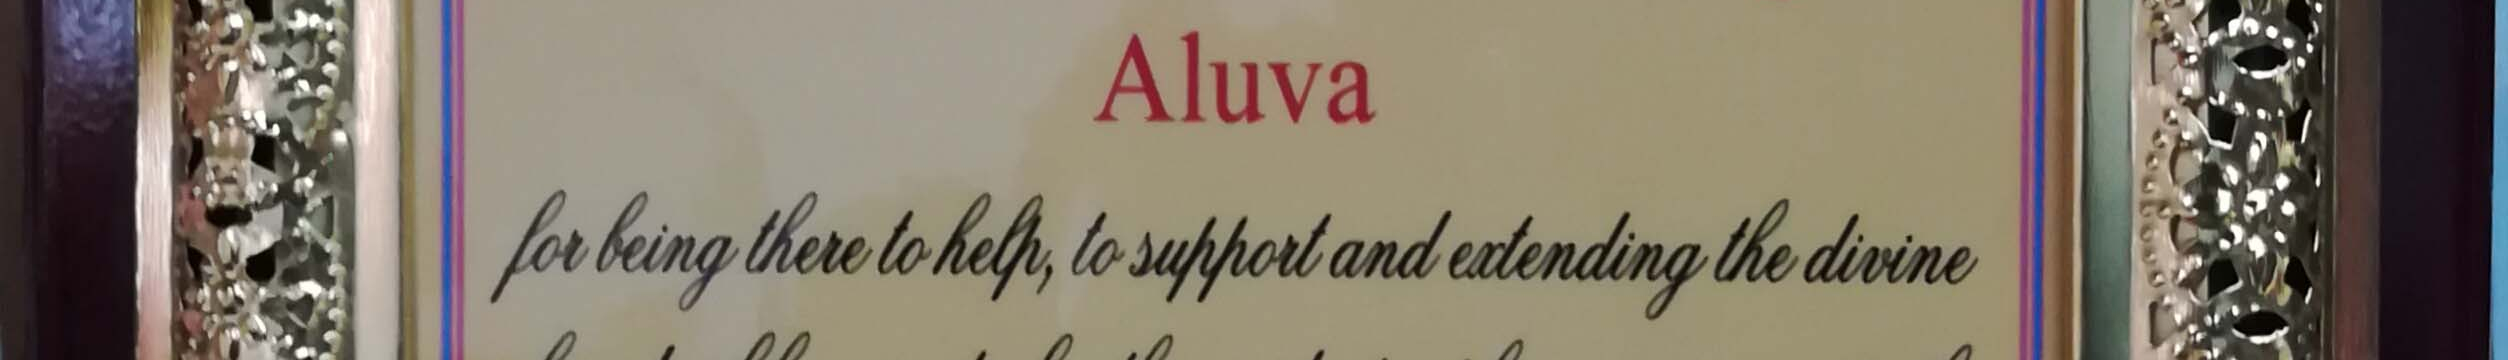 Aluva
for being there to help, to support and extending the divine